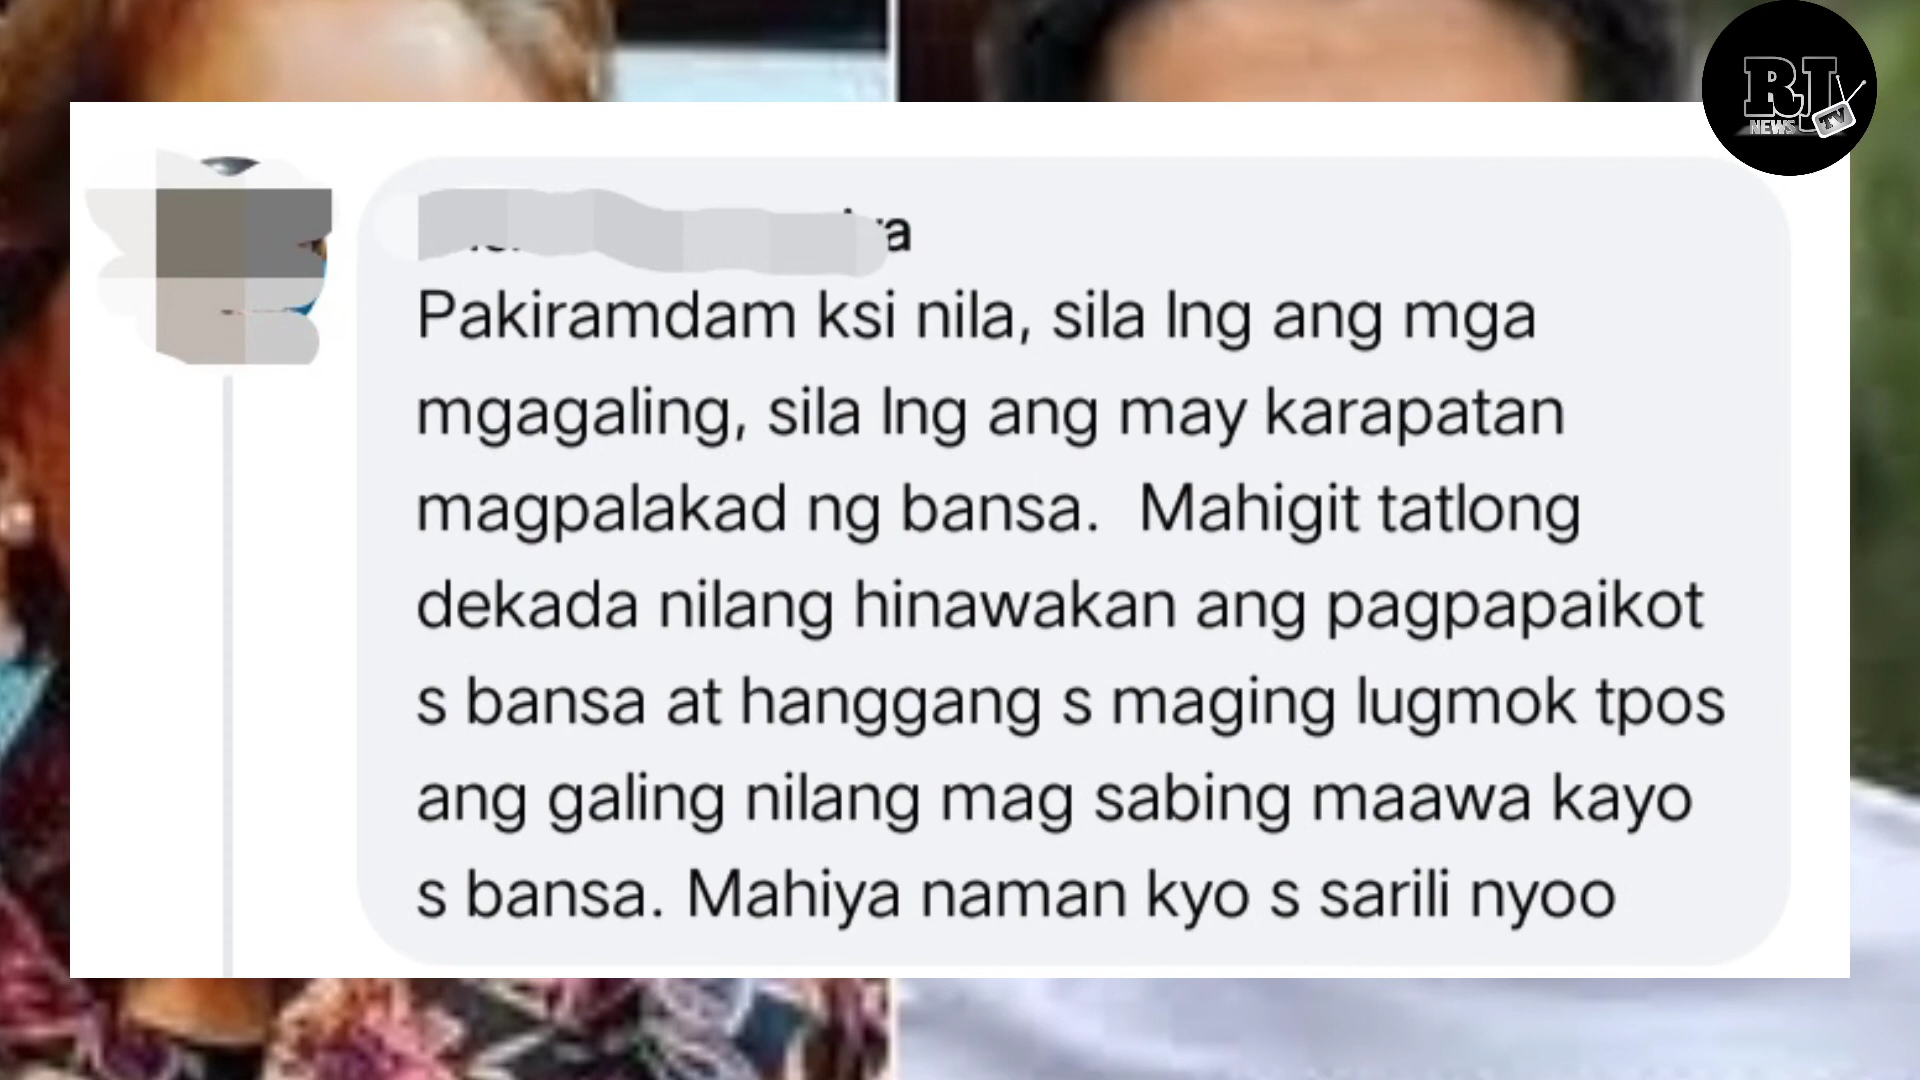 RJ
NEWS TV
Pakiramdam ksi nila, sila lng ang mga
mgagaling, sila lng ang may karapatan
magpalakad ng bansa.  Mahigit tatlong
dekada nilang hinawakan ang pagpapaikot
s bansa at hanggang s maging lugmok tpos
ang galing nilang mag sabing maawa kayo
s bansa. Mahiya naman kyo s sarili nyoo